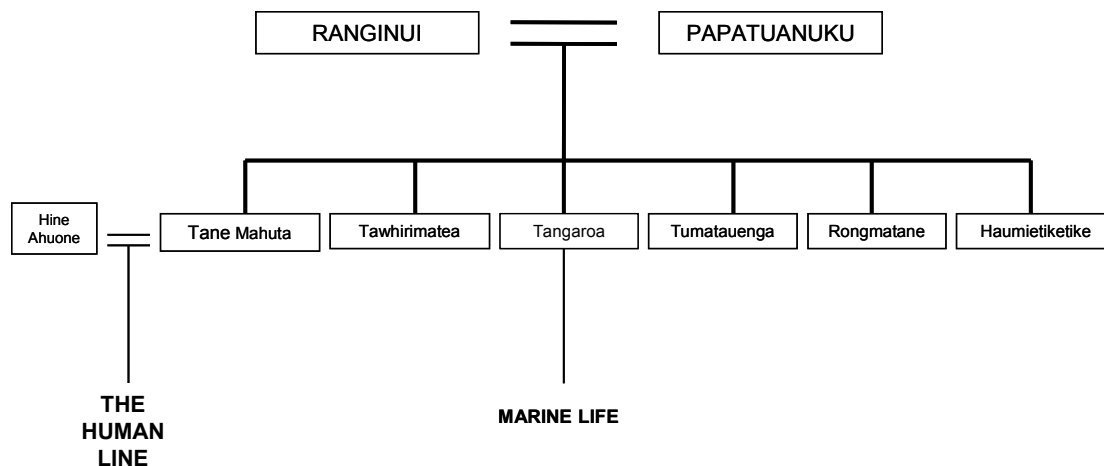 RANGINUI
PAPATUANUKU
Hine
Ahuone
Tane Mahuta
Tawhirimatea
Tangaroa
Tumatauenga
Rongmatane
Haumietiketike
THE
HUMAN
LINE
MARINE LIFE